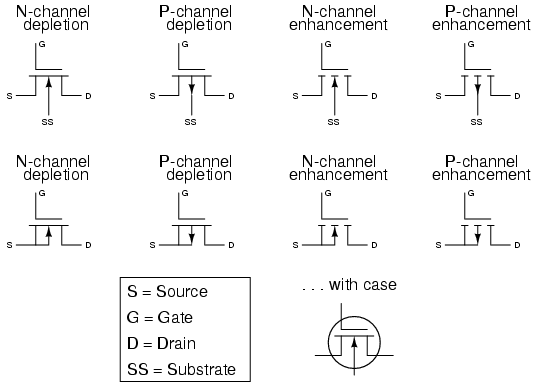 N-channel
depletion
P-channel
depletion
N-channel
enhancement
P-channel
enhancement
G
S
D
SS
G
S
D
SS
G
S
D
SS
G
S
D
SS
N-channel
depletion
P-channel
depletion
N-channel
enhancement
P-channel
enhancement
G
S
D
G
S
D
G
S
D
G
S
D
S = Source
G = Gate
D = Drain
SS = Substrate
. . . with case